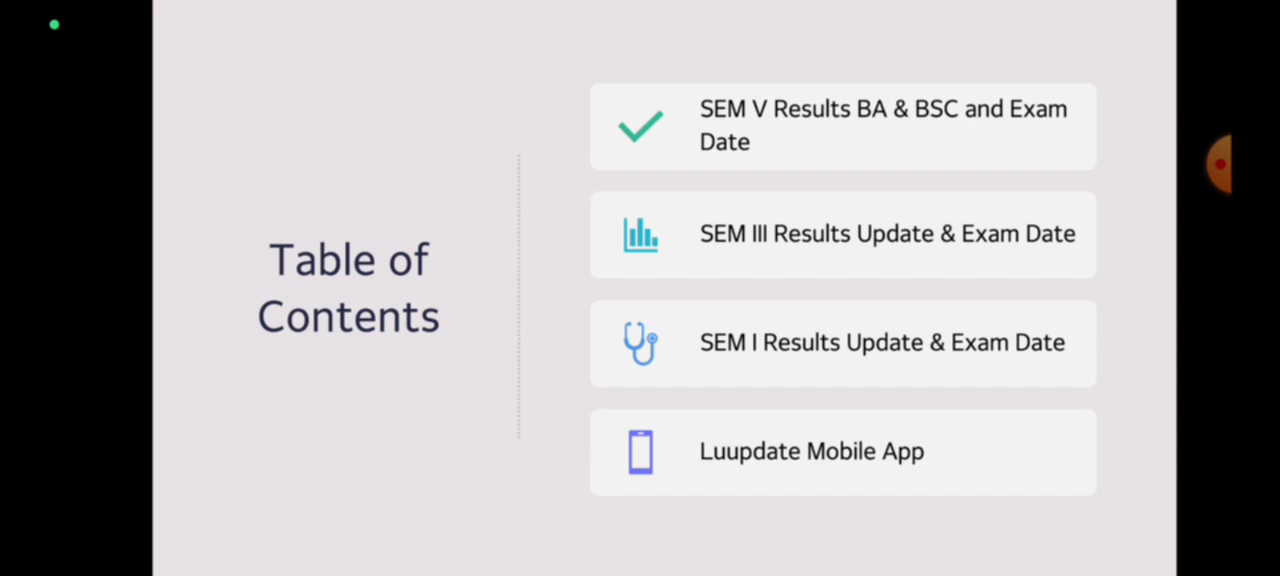 Table of
Contents
SEM V Results BA & BSC and Exam
Date
SEM III Results Update & Exam Date
SEM I Results Update & Exam Date
Luupdate Mobile App